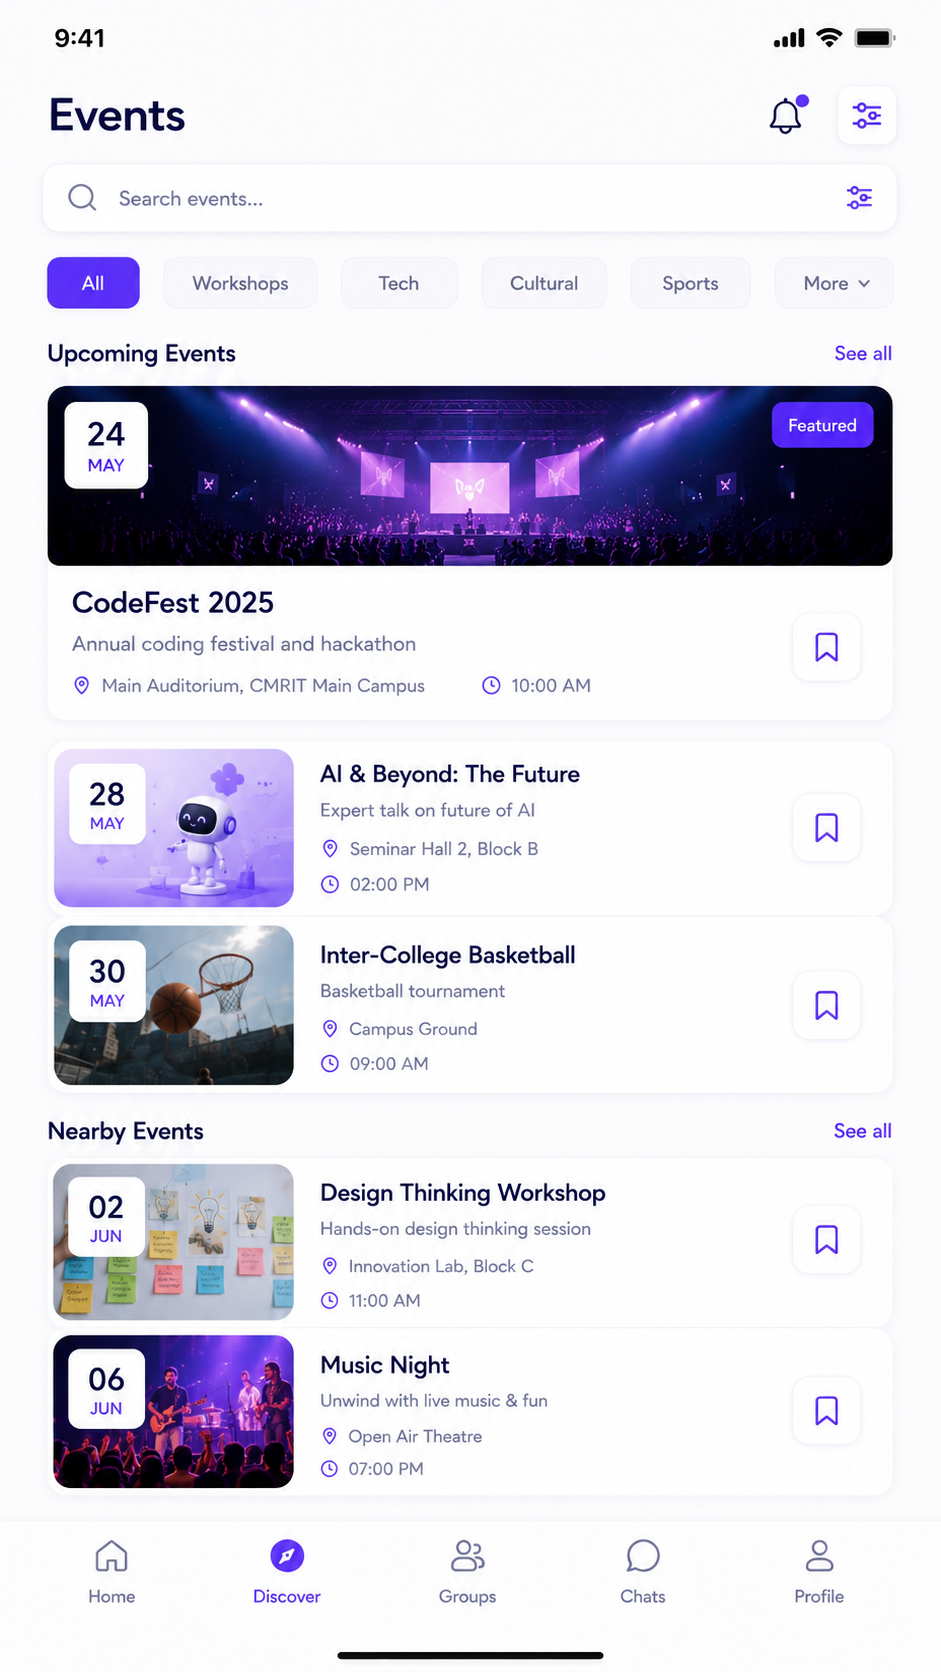 9:41
Events
Search events...
All
Workshops
Tech
Cultural
Sports
More
Upcoming Events
See all
24
MAY
Featured
CodeFest 2025
Annual coding festival and hackathon
Main Auditorium, CMRIT Main Campus
10:00 AM
28
MAY
AI & Beyond: The Future
Expert talk on future of AI
Seminar Hall 2, Block B
02:00 PM
30
MAY
Inter-College Basketball
Basketball tournament
Campus Ground
09:00 AM
Nearby Events
See all
02
JUN
Design Thinking Workshop
Hands-on design thinking session
Innovation Lab, Block C
11:00 AM
06
JUN
Music Night
Unwind with live music & fun
Open Air Theatre
07:00 PM
Home
Discover
Groups
Chats
Profile